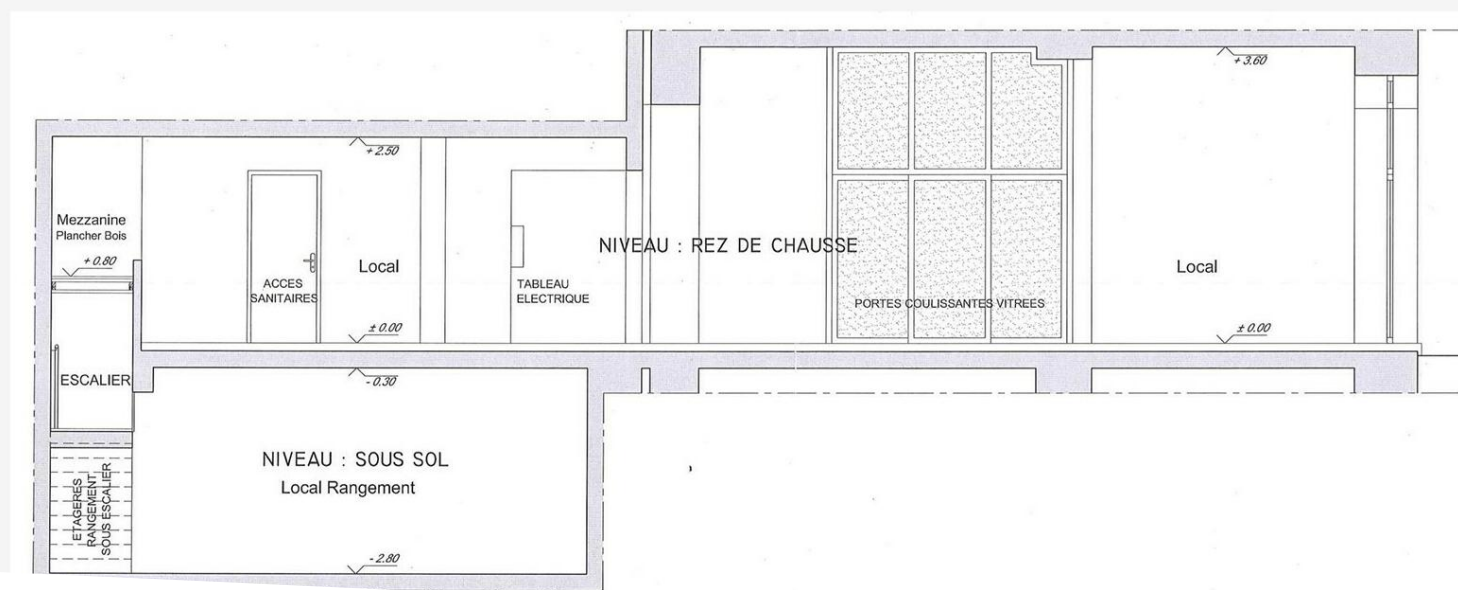 + 3.60
+ 2.50
Mezzanine
Plancher Bois
+ 0.80
ACCES
SANITAIRES
Local
TABLEAU
ELECTRIQUE
NIVEAU : REZ DE CHAUSSE
PORTES COULISSANTES VITREES
Local
± 0.00
± 0.00
ESCALIER
- 0.30
NIVEAU : SOUS SOL
Local Rangement
ETAGERES
RANGEMENT
SOUS ESCALIER
- 2.80